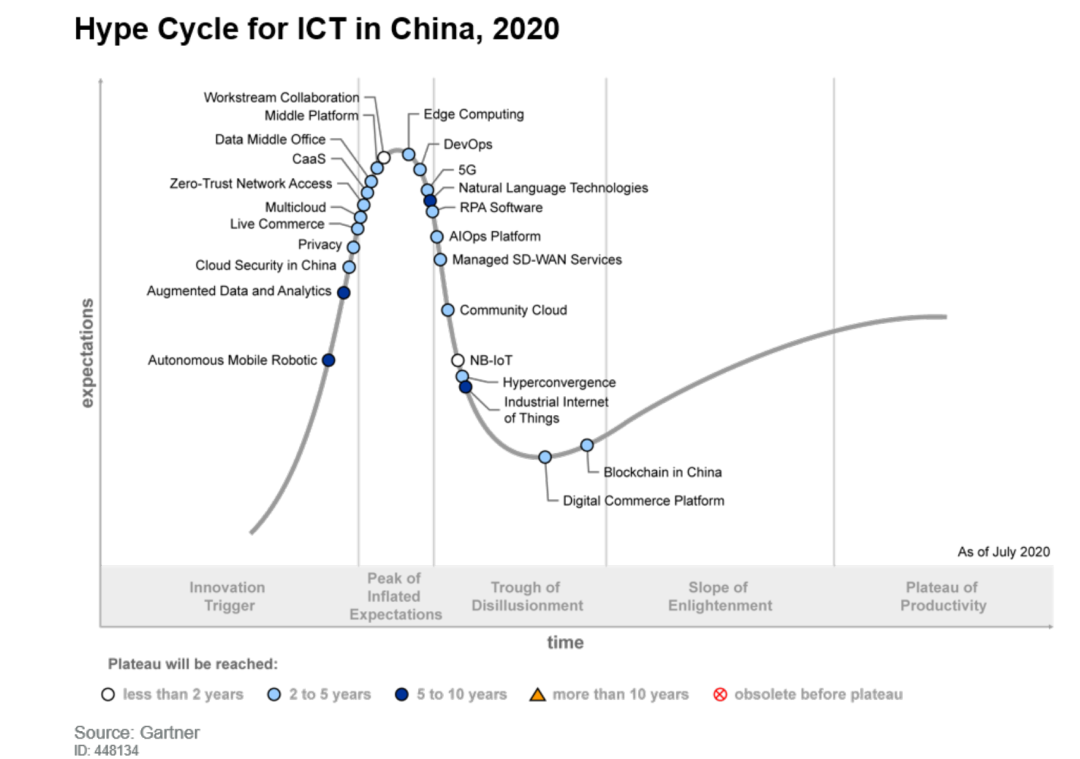 Hype Cycle for ICT in China, 2020
Workstream Collaboration
Middle Platform
Data Middle Office
CaaS
Zero-Trust Network Access
Multicloud
Live Commerce
Privacy
Cloud Security in China
Augmented Data and Analytics
Autonomous Mobile Robotic
Edge Computing
DevOps
5G
Natural Language Technologies
RPA Software
AIOps Platform
Managed SD-WAN Services
Community Cloud
NB-IoT
Hyperconvergence
Industrial Internet
of Things
Blockchain in China
Digital Commerce Platform
expectations
As of July 2020
Innovation
Trigger
Peak of
Inflated
Expectations
Trough of
Disillusionment
Slope of
Enlightenment
Plateau of
Productivity
time
Plateau will be reached:
less than 2 years
2 to 5 years
5 to 10 years
more than 10 years
obsolete before plateau
Source: Gartner
ID: 448134